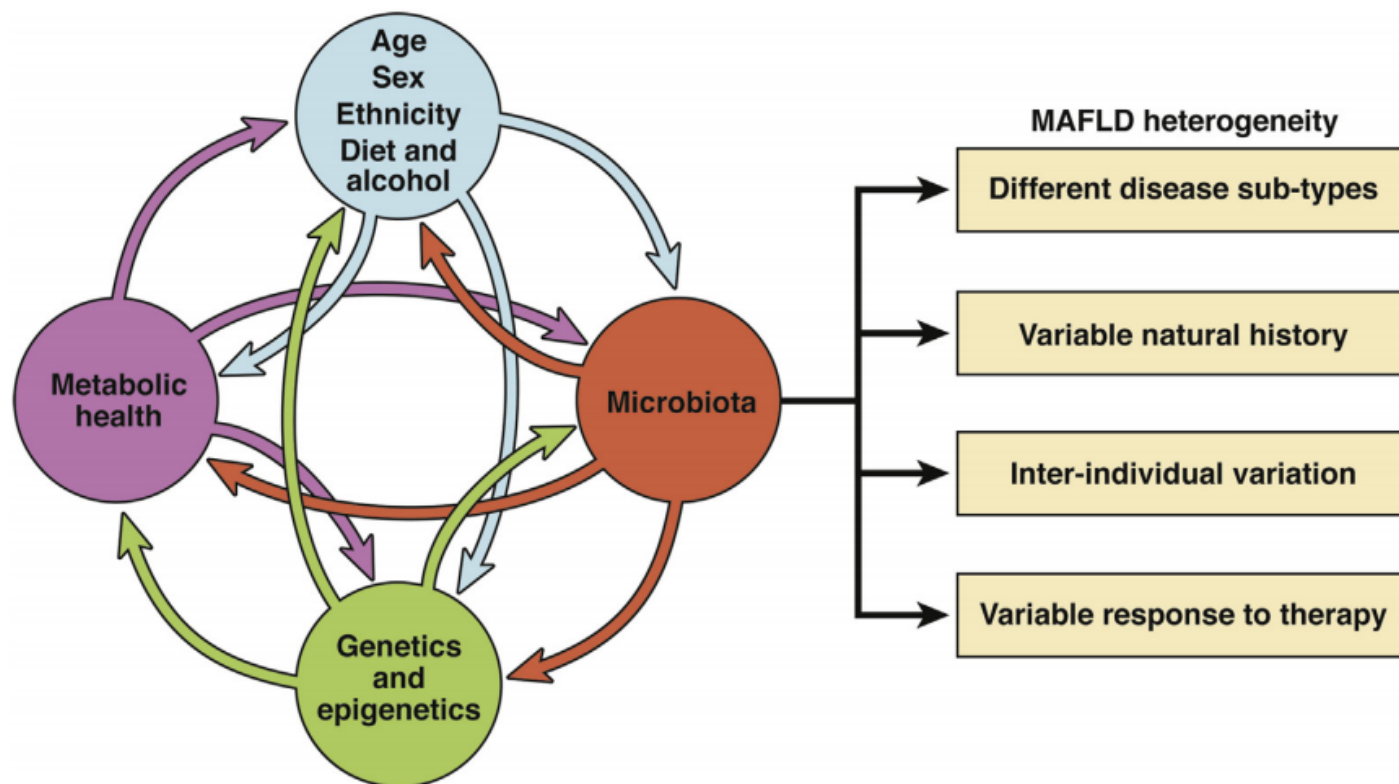 Age
Sex
Ethnicity
Diet and
alcohol
Metabolic
health
Microbiota
Genetics
and
epigenetics
MAFLD heterogeneity
Different disease sub-types
Variable natural history
Inter-individual variation
Variable response to therapy